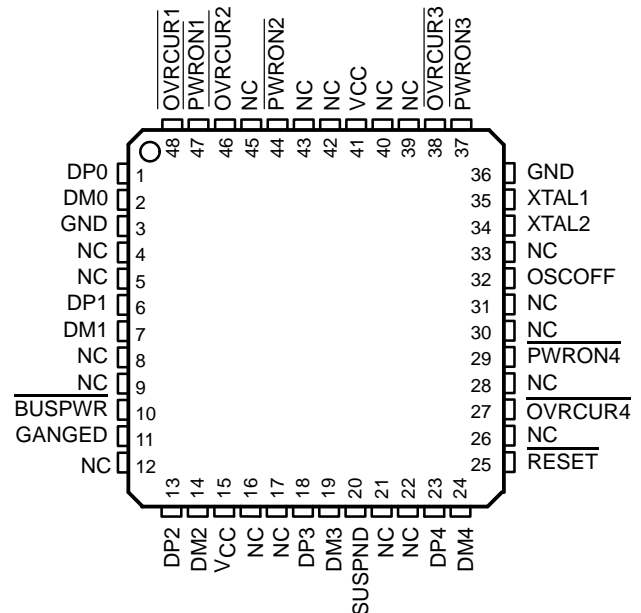 OVRCUR1
PWRON1
OVRCUR2
NC
PWRON2
NC
NC
VCC
NC
NC
OVRCUR3
PWRON3
48 47 46 45 44 43 42 41 40 39 38 37
DP0 1
DM0 2
GND 3
NC 4
NC 5
DP1 6
DM1 7
NC 8
NC 9
BUSPWR 10
GANGED 11
NC 12
36 GND
35 XTAL1
34 XTAL2
33 NC
32 OSCOFF
31 NC
30 NC
29 PWRON4
28 NC
27 OVRCUR4
26 NC
25 RESET
13 14 15 16 17 18 19 20 21 22 23 24
DP2
DM2
VCC
NC
NC
DP3
DM3
SUSPND
NC
NC
DP4
DM4